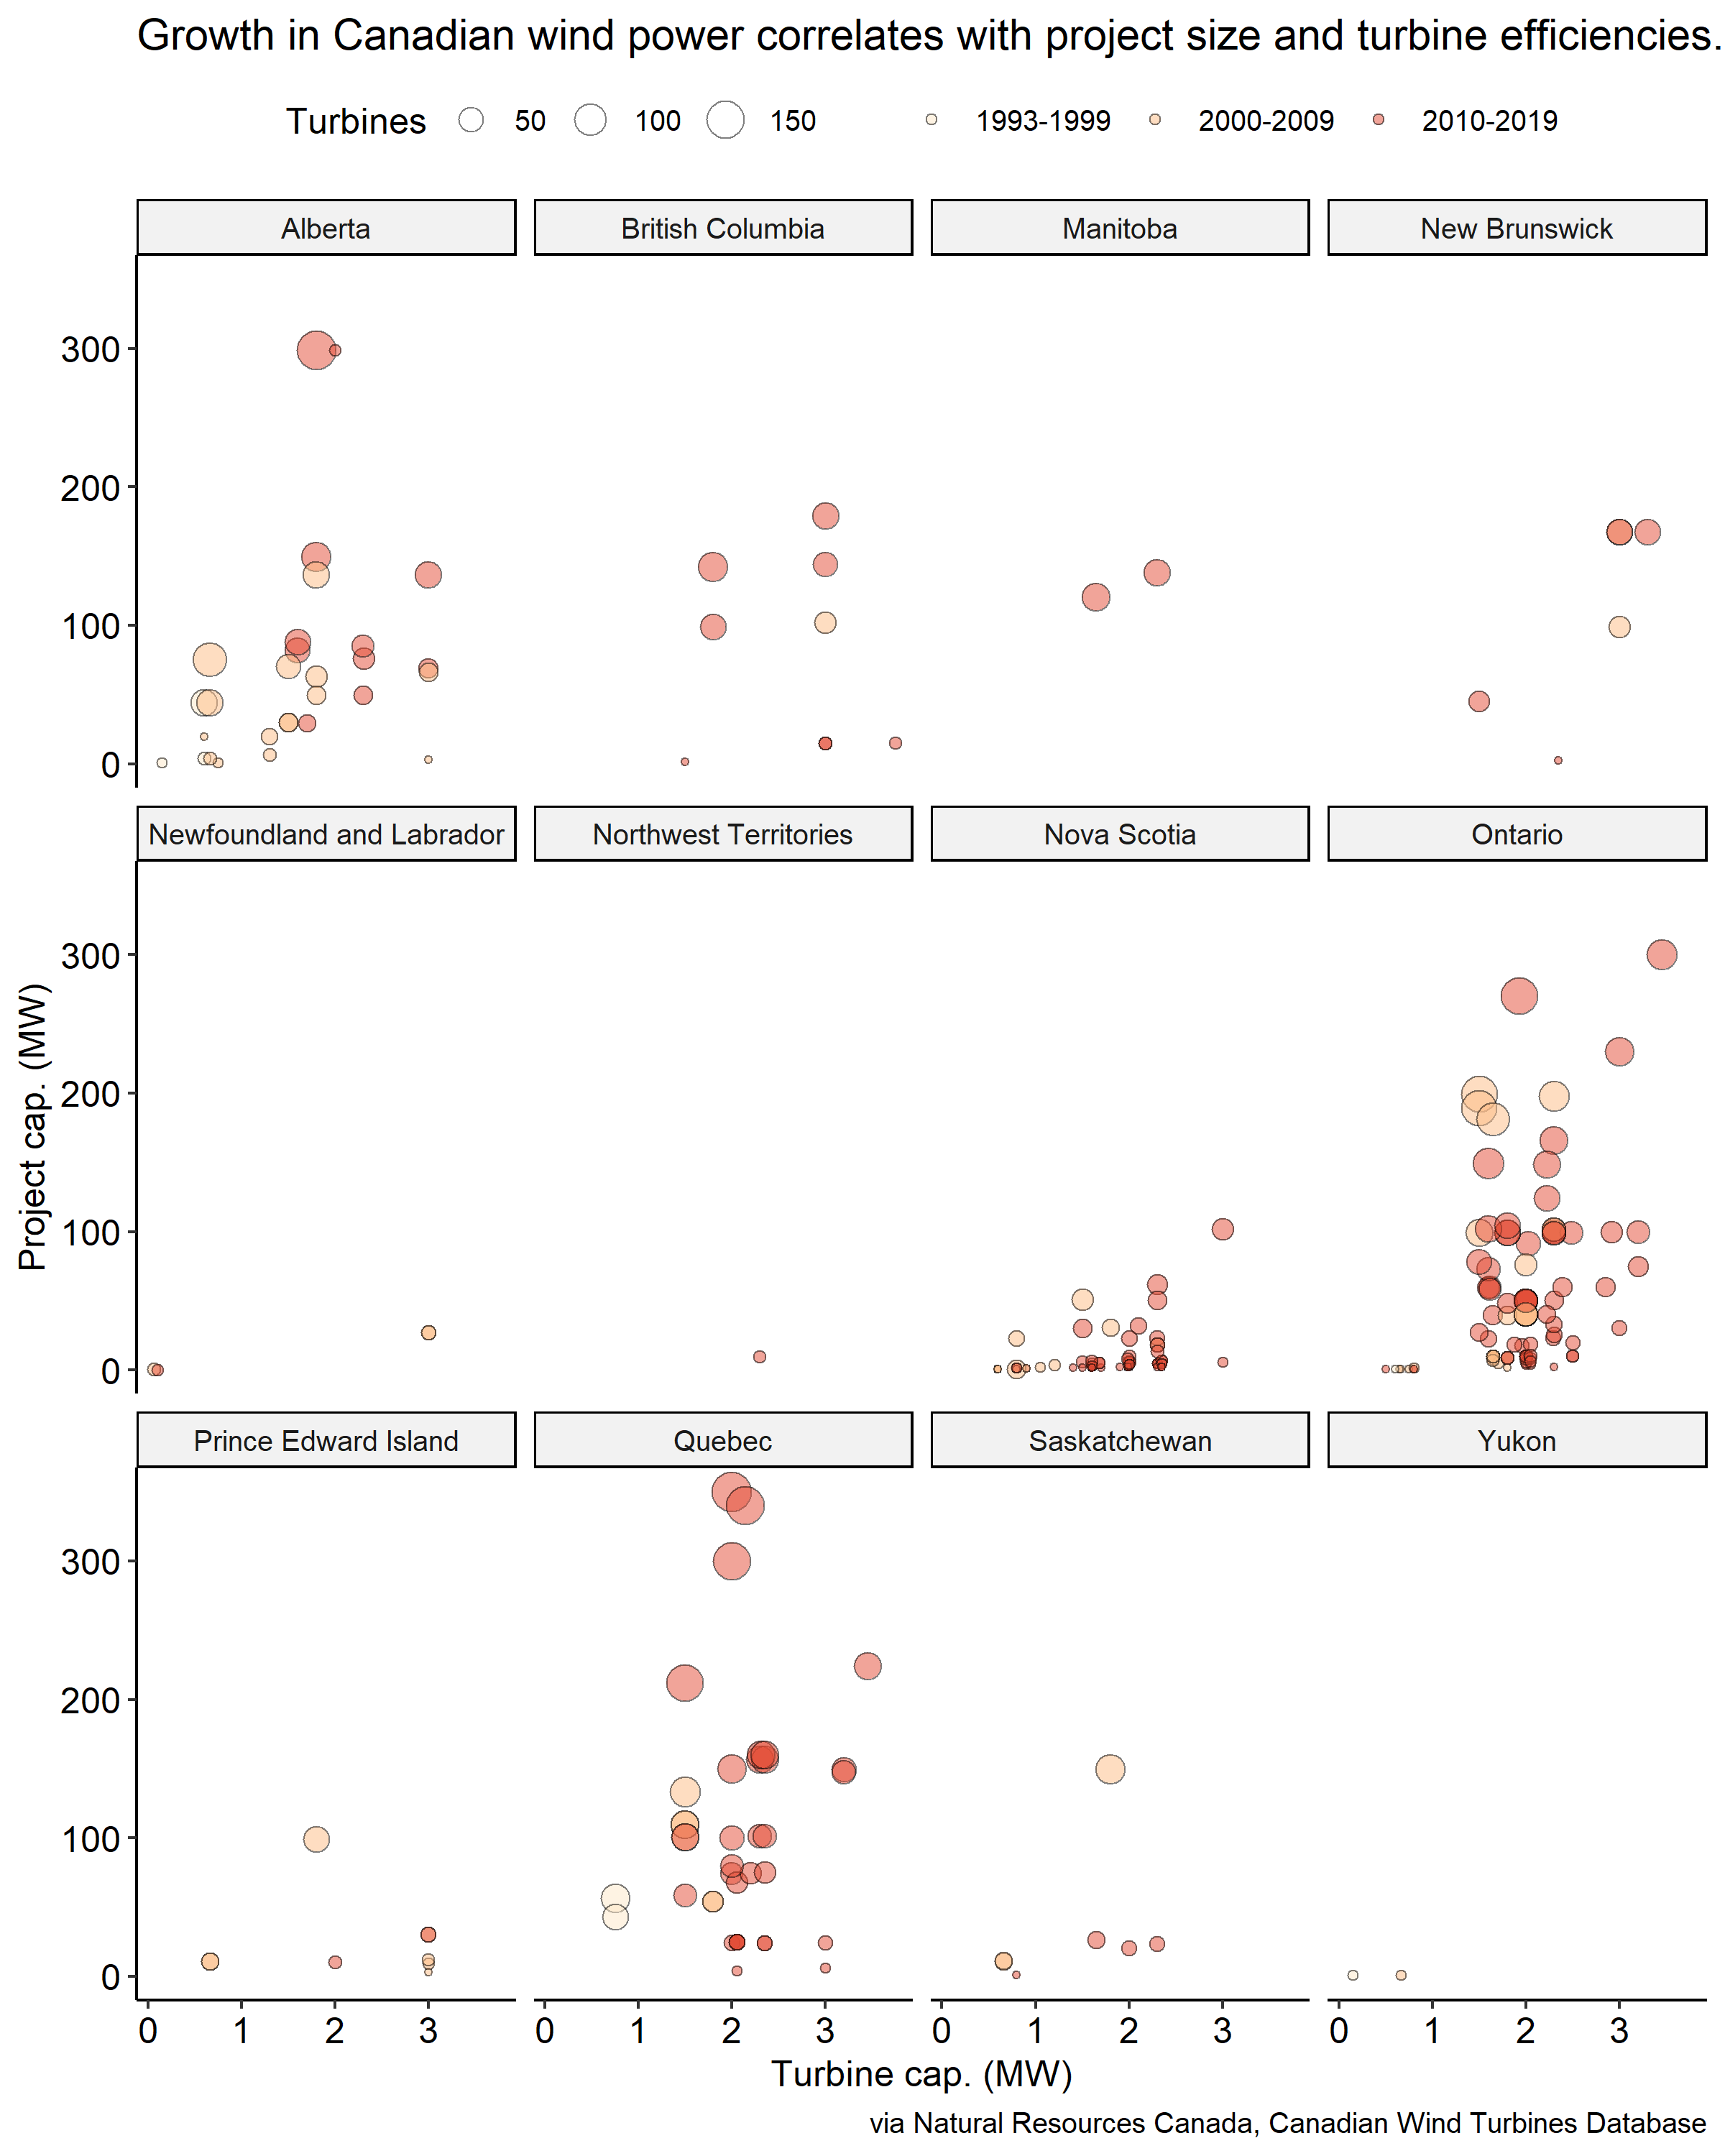 Growth in Canadian wind power correlates with project size and turbine efficiencies.
Turbines 50 100 150 1993-1999 2000-2009 2010-2019
Alberta British Columbia Manitoba New Brunswick
300
200
100
0
Newfoundland and Labrador Northwest Territories Nova Scotia Ontario
Project cap. (MW)
300
200
100
0
Prince Edward Island Quebec Saskatchewan Yukon
300
200
100
0
0 1 2 3 0 1 2 3 0 1 2 3 0 1 2 3
Turbine cap. (MW)
via Natural Resources Canada, Canadian Wind Turbines Database